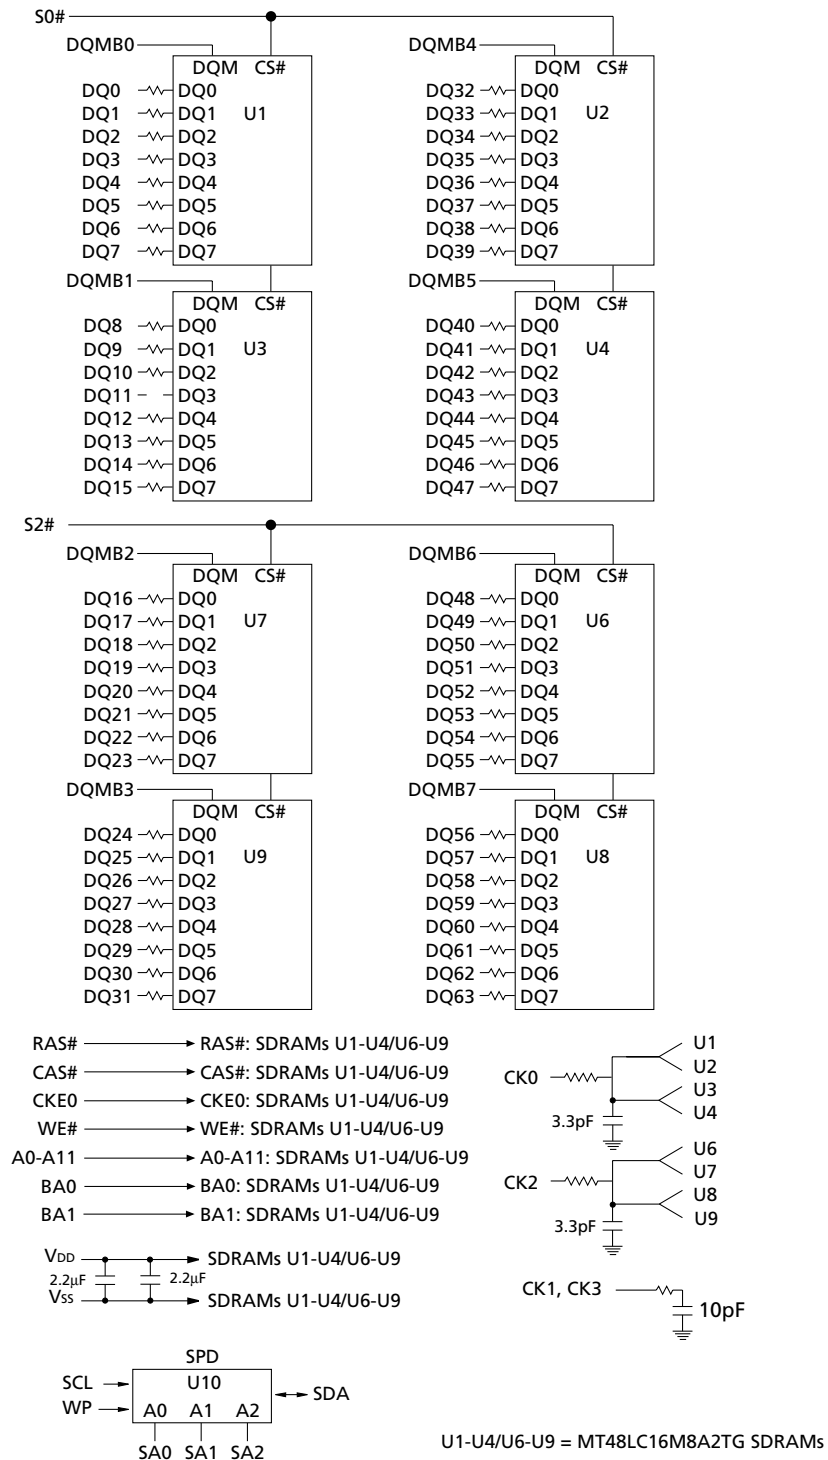 S0#
DQMB0
DQM CS#
DQ0 DQ0
DQ1 DQ1 U1
DQ2 DQ2
DQ3 DQ3
DQ4 DQ4
DQ5 DQ5
DQ6 DQ6
DQ7 DQ7
DQMB4
DQM CS#
DQ32 DQ0
DQ33 DQ1 U2
DQ34 DQ2
DQ35 DQ3
DQ36 DQ4
DQ37 DQ5
DQ38 DQ6
DQ39 DQ7
DQMB1
DQM CS#
DQ8 DQ0
DQ9 DQ1 U3
DQ10 DQ2
DQ11 DQ3
DQ12 DQ4
DQ13 DQ5
DQ14 DQ6
DQ15 DQ7
DQMB5
DQM CS#
DQ40 DQ0
DQ41 DQ1 U4
DQ42 DQ2
DQ43 DQ3
DQ44 DQ4
DQ45 DQ5
DQ46 DQ6
DQ47 DQ7
S2#
DQMB2
DQM CS#
DQ16 DQ0
DQ17 DQ1 U7
DQ18 DQ2
DQ19 DQ3
DQ20 DQ4
DQ21 DQ5
DQ22 DQ6
DQ23 DQ7
DQMB6
DQM CS#
DQ48 DQ0
DQ49 DQ1 U6
DQ50 DQ2
DQ51 DQ3
DQ52 DQ4
DQ53 DQ5
DQ54 DQ6
DQ55 DQ7
DQMB3
DQM CS#
DQ24 DQ0
DQ25 DQ1 U9
DQ26 DQ2
DQ27 DQ3
DQ28 DQ4
DQ29 DQ5
DQ30 DQ6
DQ31 DQ7
DQMB7
DQM CS#
DQ56 DQ0
DQ57 DQ1 U8
DQ58 DQ2
DQ59 DQ3
DQ60 DQ4
DQ61 DQ5
DQ62 DQ6
DQ63 DQ7
RAS# RAS#: SDRAMs U1-U4/U6-U9
CAS# CAS#: SDRAMs U1-U4/U6-U9
CKE0 CKE0: SDRAMs U1-U4/U6-U9
WE# WE#: SDRAMs U1-U4/U6-U9
A0-A11 A0-A11: SDRAMs U1-U4/U6-U9
BA0 BA0: SDRAMs U1-U4/U6-U9
BA1 BA1: SDRAMs U1-U4/U6-U9
VDD SDRAMs U1-U4/U6-U9
2.2µF 2.2µF
Vss SDRAMs U1-U4/U6-U9
U1
U2
CK0
U3
U4
3.3pF
U6
U7
CK2
U8
U9
3.3pF
CK1, CK3
10pF
SPD
SCL U10
SDA
WP A0 A1 A2
SA0 SA1 SA2
U1-U4/U6-U9 = MT48LC16M8A2TG SDRAMs